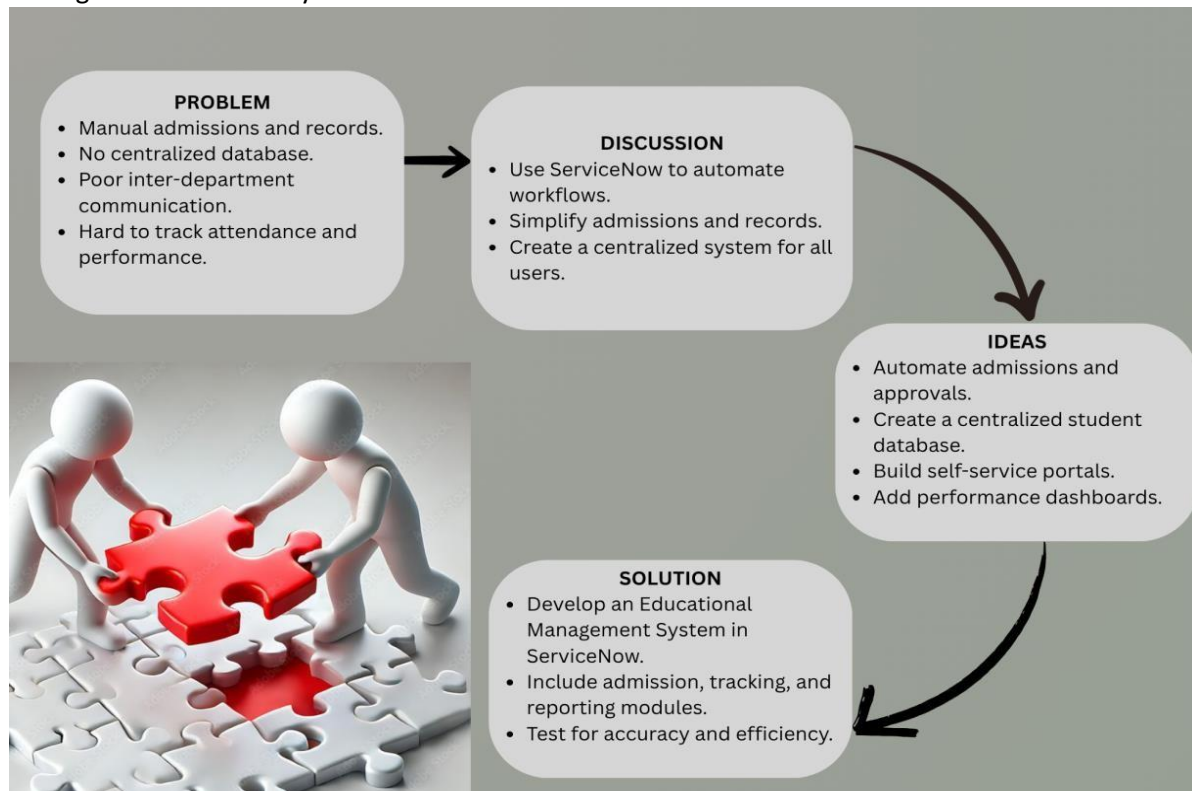 PROBLEM
• Manual admissions and records.
• No centralized database.
• Poor inter-department
communication.
• Hard to track attendance and
performance.
DISCUSSION
• Use ServiceNow to automate
workflows.
• Simplify admissions and records.
• Create a centralized system for all
users.
IDEAS
• Automate admissions and
approvals.
• Create a centralized student
database.
• Build self-service portals.
• Add performance dashboards.
SOLUTION
• Develop an Educational
Management System in
ServiceNow.
• Include admission, tracking, and
reporting modules.
• Test for accuracy and efficiency.